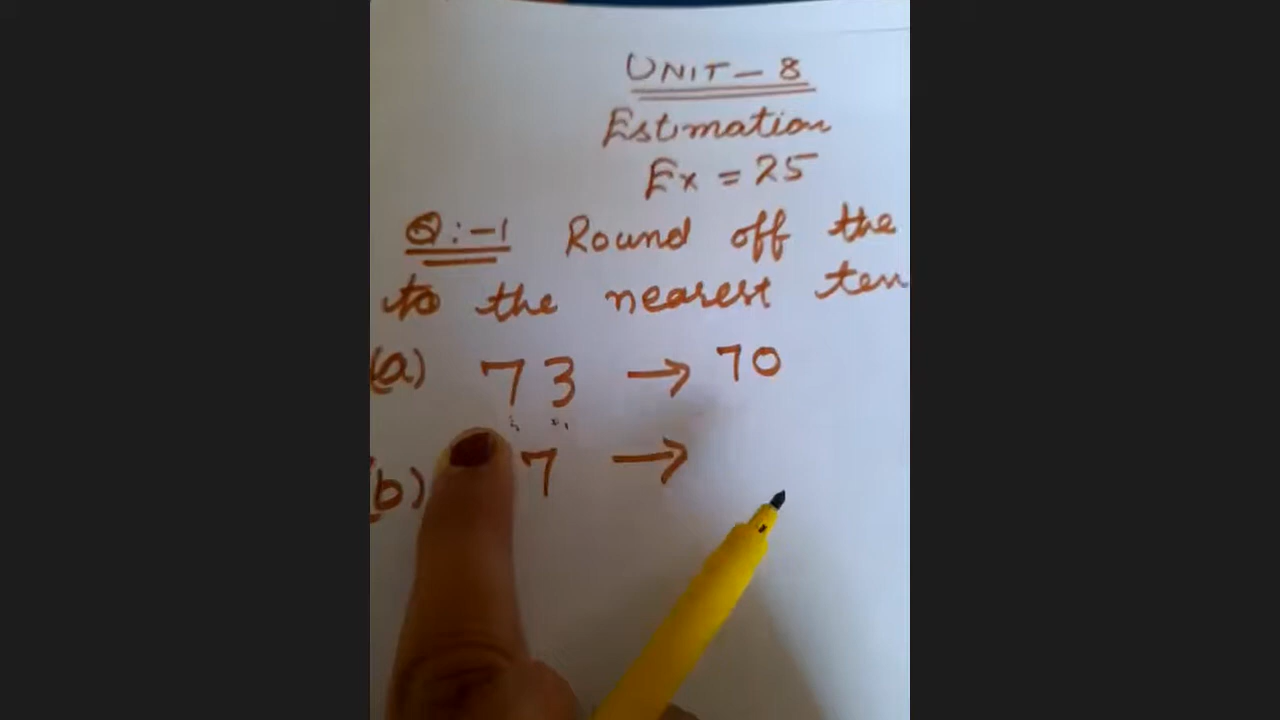 UNIT - 8
Estimation
Ex = 25
Q:-1 Round off the
to the nearest ten
(a) 73 → 70
(b) 7 →